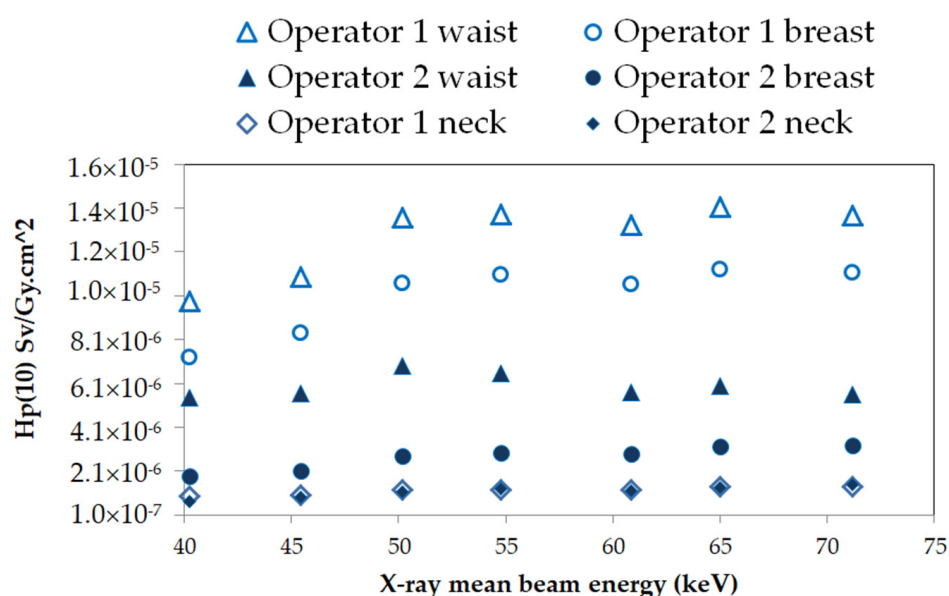 Operator 1 waist Operator 1 breast
Operator 2 waist Operator 2 breast
Operator 1 neck Operator 2 neck
1.6×10⁻⁵
1.4×10⁻⁵
1.2×10⁻⁵
1.0×10⁻⁵
8.1×10⁻⁶
6.1×10⁻⁶
4.1×10⁻⁶
2.1×10⁻⁶
1.0×10⁻⁷
Hp(10) Sv/Gy.cm^2
40 45 50 55 60 65 70 75
X-ray mean beam energy (keV)